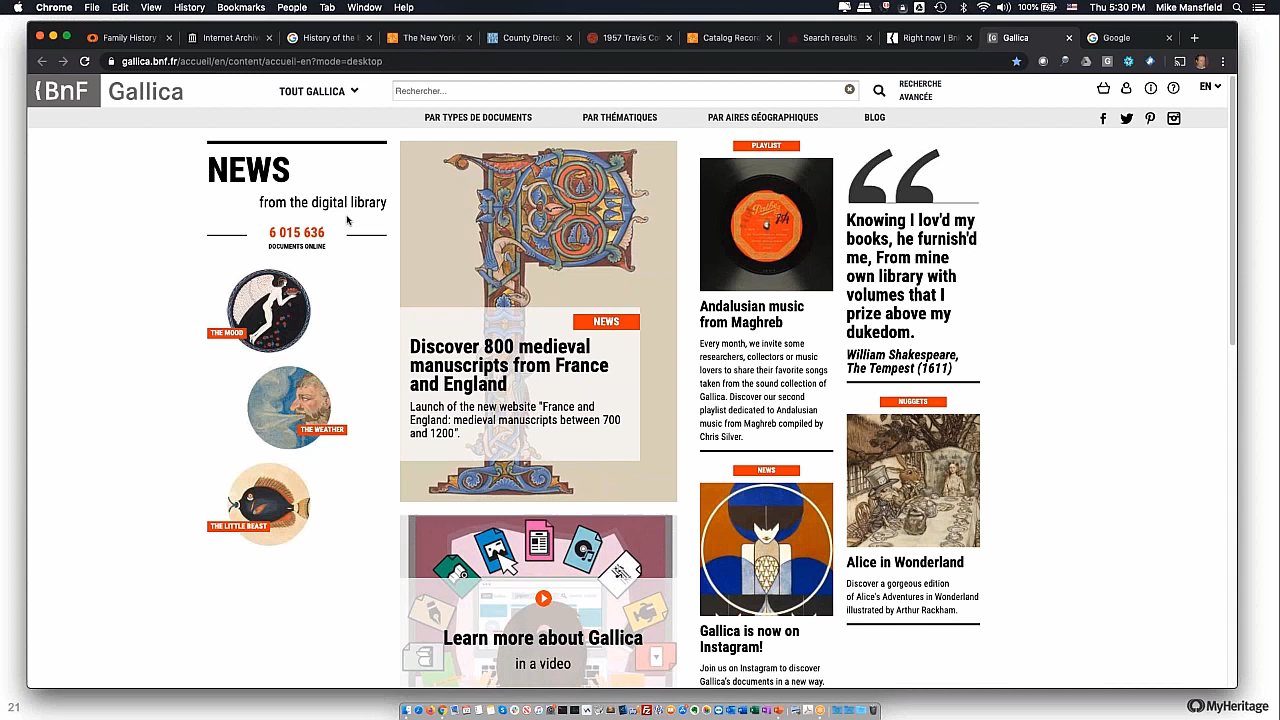 Chrome File Edit View History Bookmarks People Tab Window Help
100% Thu 5:30 PM Mike Mansfield
Family History Internet Archiv History of the The New York County Direct 1957 Travis Co Catalog Record Search results Right now | Bn Gallica Google
gallica.bnf.fr/accueil/en/content/accueil-en?mode=desktop
{BnF Gallica
TOUT GALLICA
Rechercher...
RECHERCHE
AVANCÉE
EN
PAR TYPES DE DOCUMENTS PAR THÉMATIQUES PAR AIRES GÉOGRAPHIQUES BLOG
NEWS
from the digital library
6 015 636
DOCUMENTS ONLINE
THE MOOD
THE WEATHER
THE LITTLE BEAST
NEWS
Discover 800 medieval
manuscripts from France
and England
Launch of the new website "France and
England: medieval manuscripts between 700
and 1200".
Learn more about Gallica
in a video
PLAYLIST
Pathé
Andalusian music
from Maghreb
Every month, we invite some
researchers, collectors or music
lovers to share their favorite songs
taken from the sound collection of
Gallica. Discover our second
playlist dedicated to Andalusian
music from Maghreb compiled by
Chris Silver.
NEWS
Gallica is now on
Instagram!
Join us on Instagram to discover
Gallica's documents in a new way.
Knowing I lov'd my
books, he furnish'd
me, From mine
own library with
volumes that I
prize above my
dukedom.
William Shakespeare,
The Tempest (1611)
NUGGETS
Alice in Wonderland
Discover a gorgeous edition
of Alice's Adventures in Wonderland
illustrated by Arthur Rackham.
21
MyHeritage